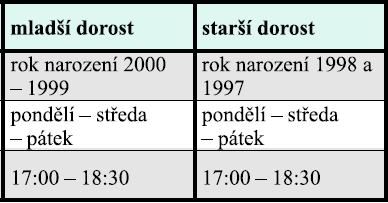 mladší dorost
starší dorost
rok narození 2000
– 1999
rok narození 1998 a
1997
pondělí – středa
– pátek
pondělí – středa
– pátek
17:00 – 18:30
17:00 – 18:30